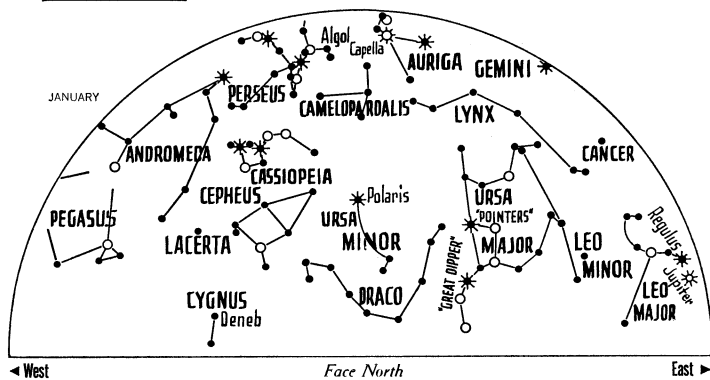 Algol
Capella
AURIGA
GEMINI
JANUARY
PERSEUS
CAMELOPARDALIS
LYNX
ANDROMEDA
CASSIOPEIA
CANCER
CEPHEUS
Polaris
URSA
"POINTERS"
MAJOR
PEGASUS
LACERTA
URSA
MINOR
LEO
MINOR
Regulus
Jupiter
"GREAT DIPPER"
DRACO
LEO
MAJOR
CYGNUS
Deneb
◄ West Face North East ►